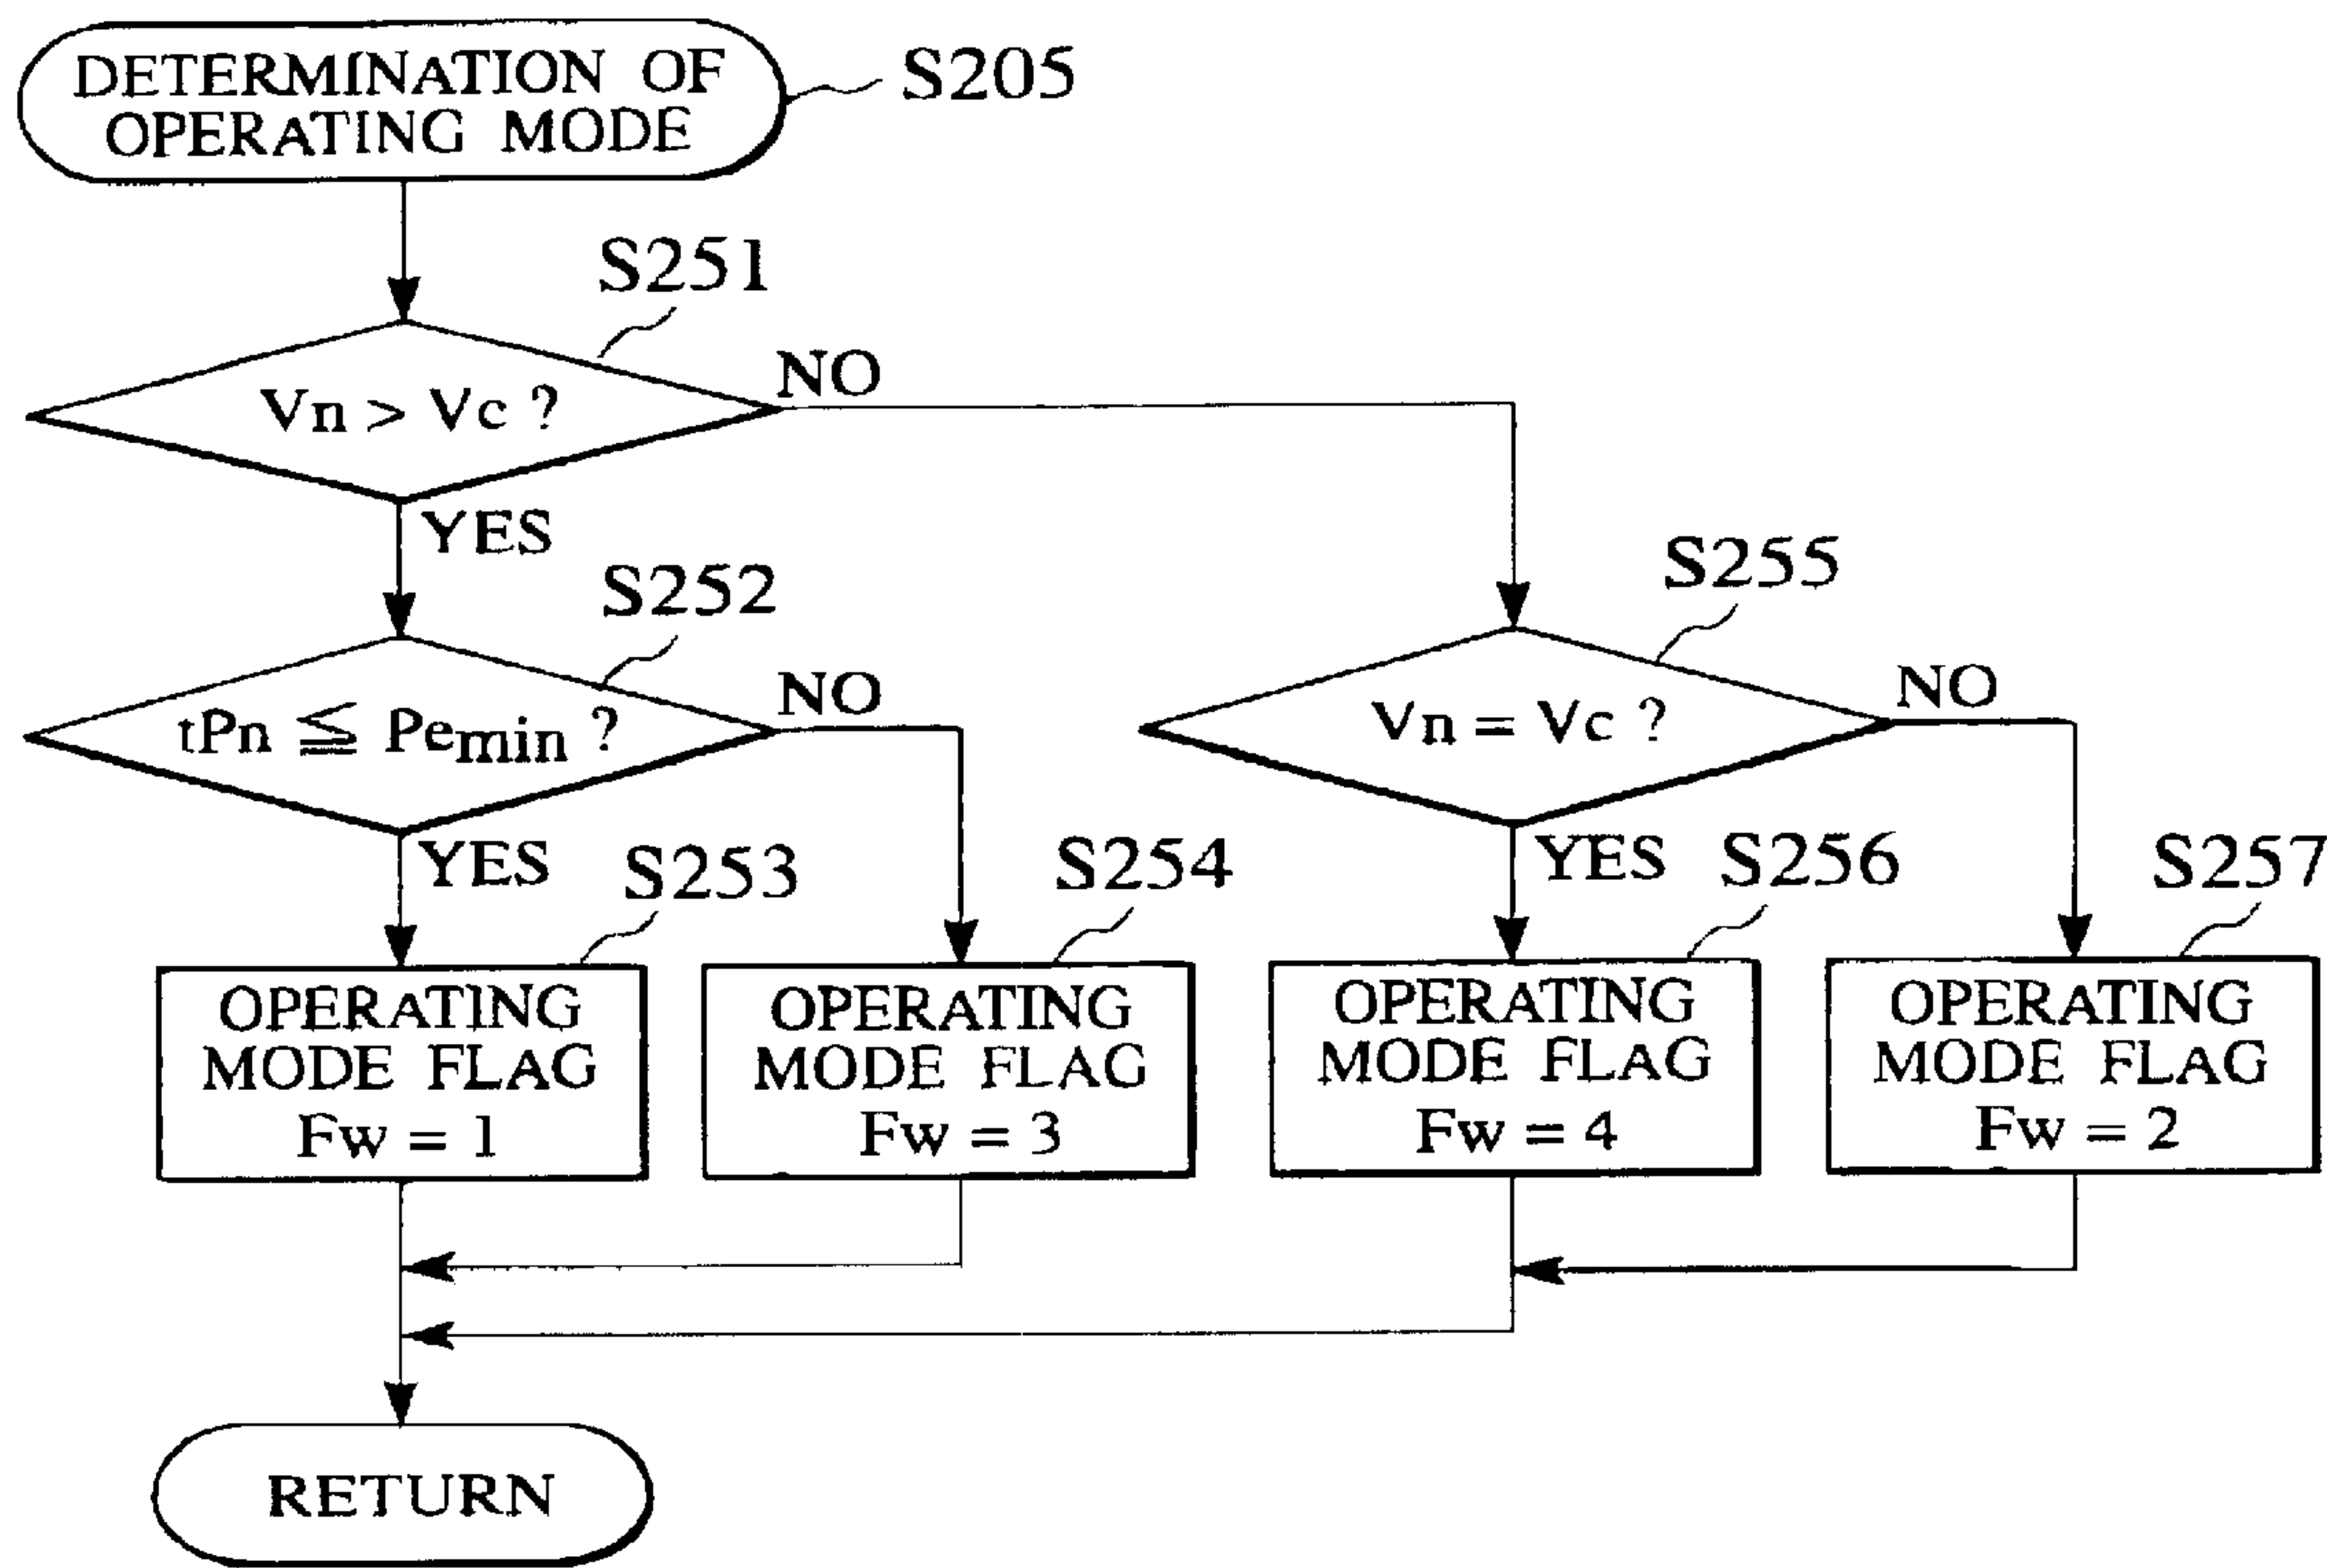 DETERMINATION OF
OPERATING MODE
S205
S251
Vn > Vc ?
NO
YES
S252
tPn ≦ Pemin ?
NO
YES
S255
Vn = Vc ?
NO
YES
S253
OPERATING
MODE FLAG
Fw = 1
S254
OPERATING
MODE FLAG
Fw = 3
S256
OPERATING
MODE FLAG
Fw = 4
S257
OPERATING
MODE FLAG
Fw = 2
RETURN